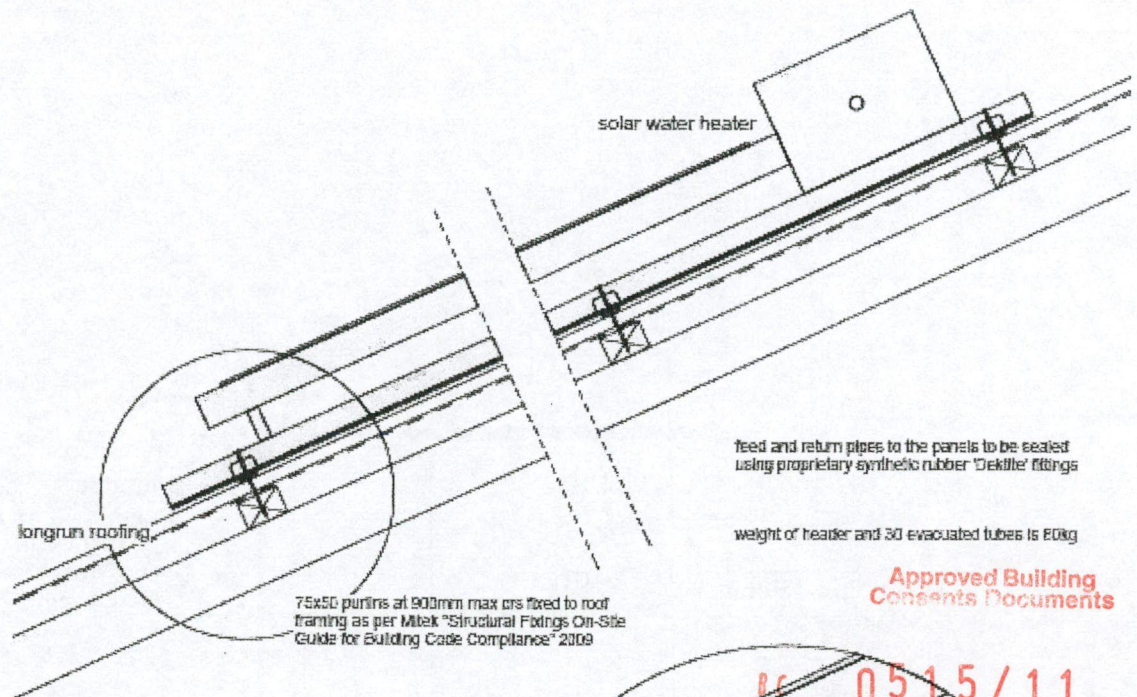 solar water heater
feed and return pipes to the panels to be sealed
using proprietary synthetic rubber 'Dektite' fittings
longrun roofing
weight of header and 30 evacuated tubes is 80kg
Approved Building
Consents Documents
75x50 purlins at 900mm max crs fixed to roof
framing as per Mitek "Structural Fixings On-Site
Guide for Building Code Compliance" 2009
BC 0515/11